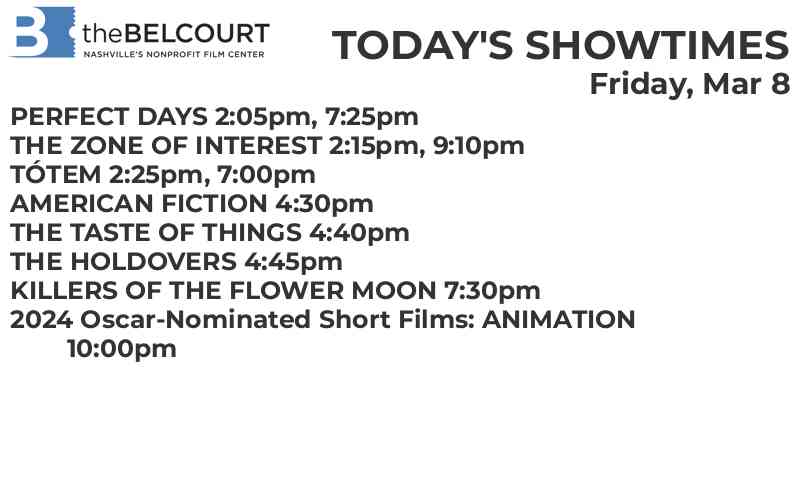 B theBELCOURT
NASHVILLE'S NONPROFIT FILM CENTER
TODAY'S SHOWTIMES
Friday, Mar 8
PERFECT DAYS 2:05pm, 7:25pm
THE ZONE OF INTEREST 2:15pm, 9:10pm
TÓTEM 2:25pm, 7:00pm
AMERICAN FICTION 4:30pm
THE TASTE OF THINGS 4:40pm
THE HOLDOVERS 4:45pm
KILLERS OF THE FLOWER MOON 7:30pm
2024 Oscar-Nominated Short Films: ANIMATION
10:00pm